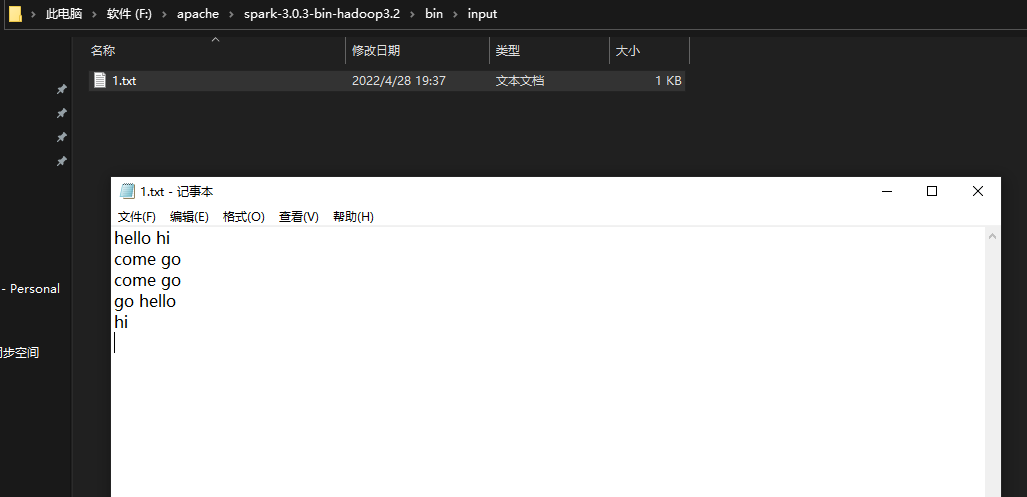 此电脑 › 软件 (F:) › apache › spark-3.0.3-bin-hadoop3.2 › bin › input
名称 修改日期 类型 大小
1.txt 2022/4/28 19:37 文本文档 1 KB
1.txt - 记事本
文件(F) 编辑(E) 格式(O) 查看(V) 帮助(H)
hello hi
come go
come go
go hello
hi
- Personal
步空间